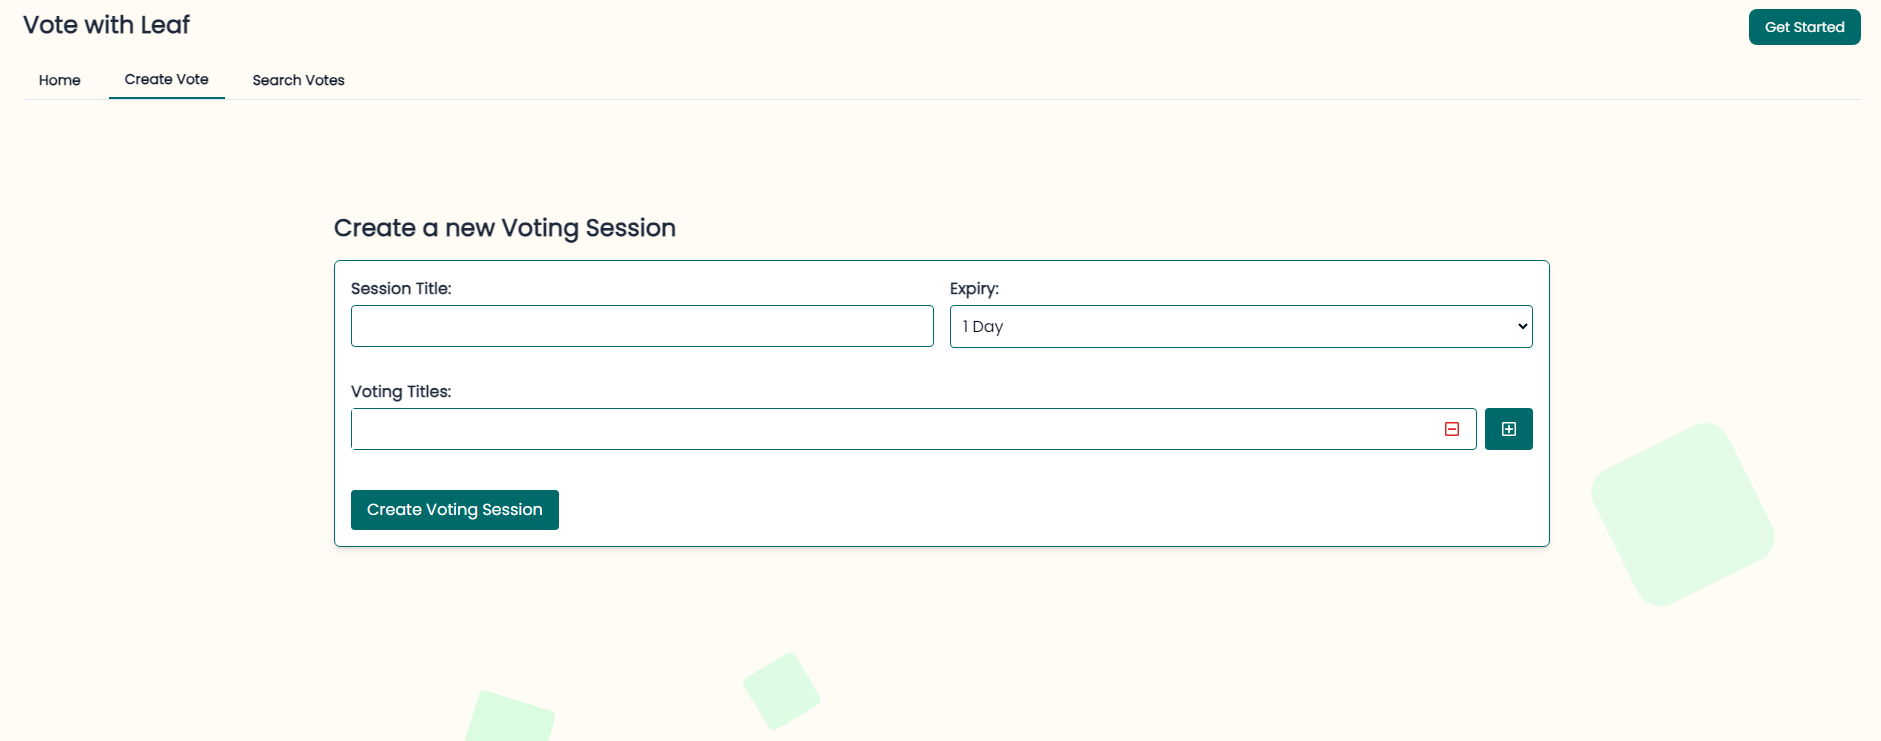 Vote with Leaf
Get Started
Home
Create Vote
Search Votes
Create a new Voting Session
Session Title:
Expiry:
1 Day
Voting Titles:
Create Voting Session